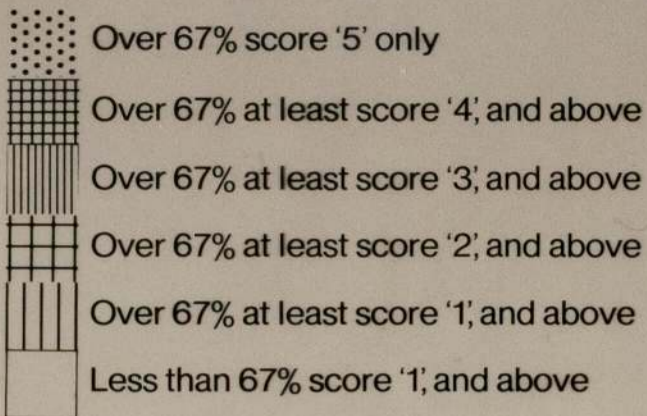 Over 67% score ‘5’ only
Over 67% at least score ‘4’, and above
Over 67% at least score ‘3’, and above
Over 67% at least score ‘2’, and above
Over 67% at least score ‘1’, and above
Less than 67% score ‘1’, and above